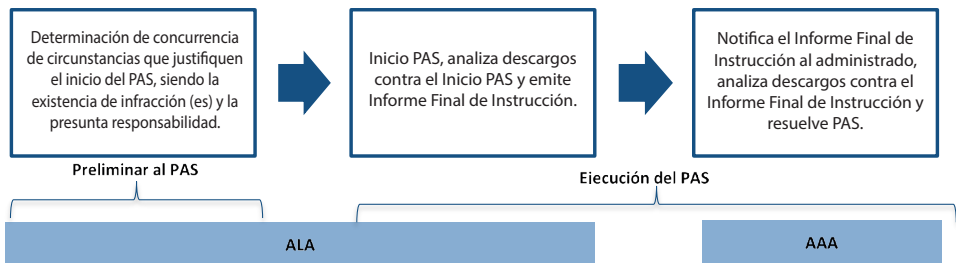 Determinación de concurrencia
de circunstancias que justifiquen
el inicio del PAS, siendo la
existencia de infracción (es) y la
presunta responsabilidad.
Inicio PAS, analiza descargos
contra el Inicio PAS y emite
Informe Final de Instrucción.
Notifica el Informe Final de
Instrucción al administrado,
analiza descargos contra el
Informe Final de Instrucción y
resuelve PAS.
Preliminar al PAS
Ejecución del PAS
ALA
AAA